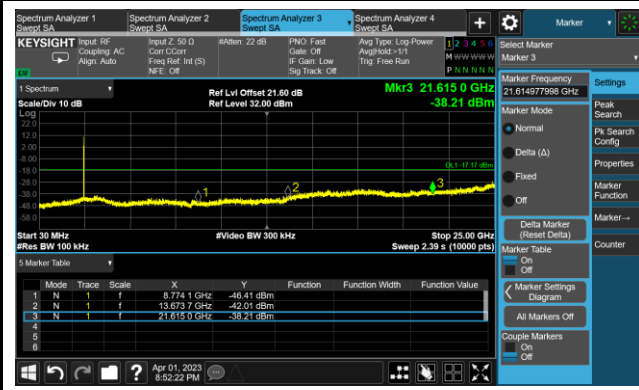 Spectrum Analyzer 1
Swept SA
Spectrum Analyzer 2
Swept SA
Spectrum Analyzer 3
Swept SA
Spectrum Analyzer 4
Swept SA
Marker
KEYSIGHT
Input: RF
Coupling: AC
Align: Auto
Input Z: 50 Ω
Corr CCorr
Freq Ref: Int (S)
NFE: Off
#Atten: 22 dB
PNO: Fast
Gate: Off
IF Gain: Low
Sig Track: Off
Avg Type: Log-Power
Avg|Hold:>1/1
Trig: Free Run
1 2 3 4 5 6
M W W W W W
P N N N N N
LW
Select Marker
Marker 3
1 Spectrum
Scale/Div 10 dB
Ref Lvl Offset 21.60 dB
Ref Level 32.00 dBm
Mkr3 21.615 0 GHz
-38.21 dBm
Log
22.0
12.0
2.00
-8.00
-18.0
-28.0
-38.0
-48.0
-58.0
DL1 -17.17 dBm
1
2
3
Start 30 MHz
#Res BW 100 kHz
#Video BW 300 kHz
Stop 25.00 GHz
Sweep 2.39 s (10000 pts)
5 Marker Table
Mode Trace Scale X Y Function Function Width Function Value
1 N 1 f 8.774 1 GHz -46.41 dBm
2 N 1 f 13.673 7 GHz -42.01 dBm
3 N 1 f 21.615 0 GHz -38.21 dBm
4
5
6
Marker Frequency
21.614977998 GHz
Marker Mode
Normal
Delta (Δ)
Fixed
Off
Delta Marker
(Reset Delta)
Marker Table
On
Off
Marker Settings
Diagram
All Markers Off
Couple Markers
On
Off
Settings
Peak
Search
Pk Search
Config
Properties
Marker
Function
Marker→
Counter
Apr 01, 2023
8:52:22 PM